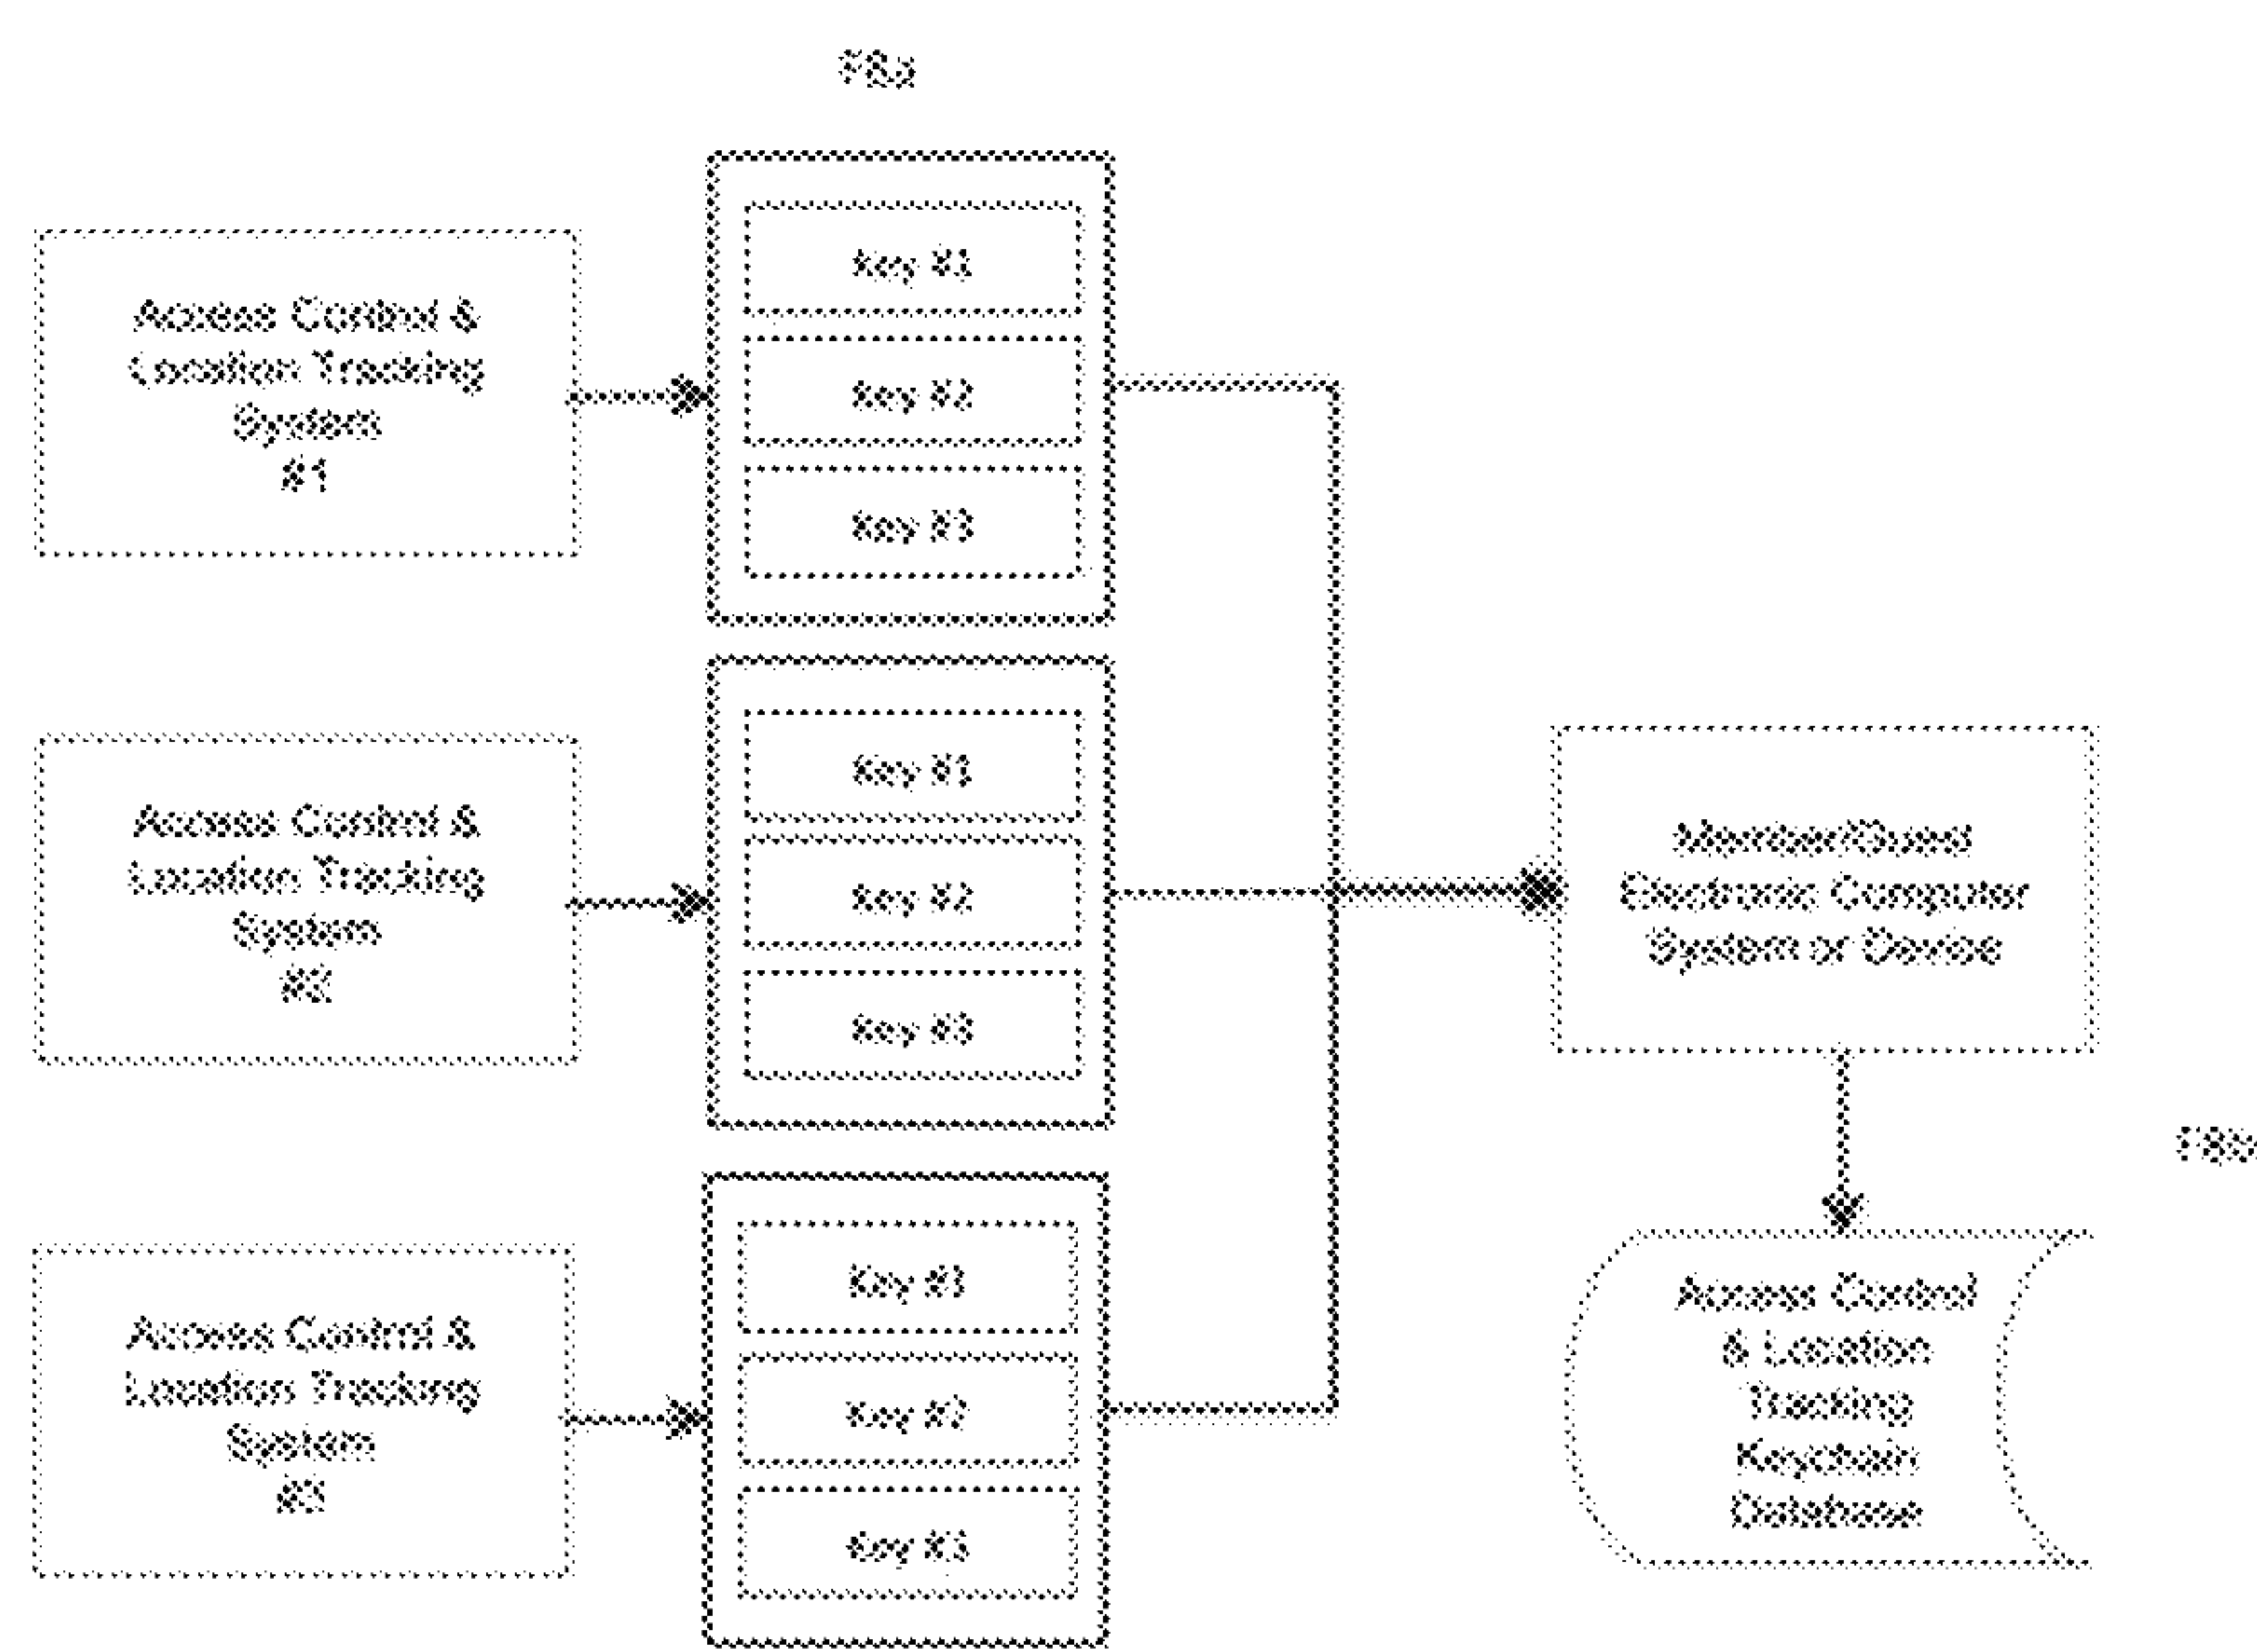 Access Control &
Location Tracking
System
#1
Key #1
Key #2
Key #3
Access Control &
Location Tracking
System
#2
Key #1
Key #2
Key #3
Member/Guest
Electronic Computer
System or Device
Access Control &
Location Tracking
System
#3
Key #1
Key #2
Key #3
Access Control
& Location
Tracking
Keychain
Database